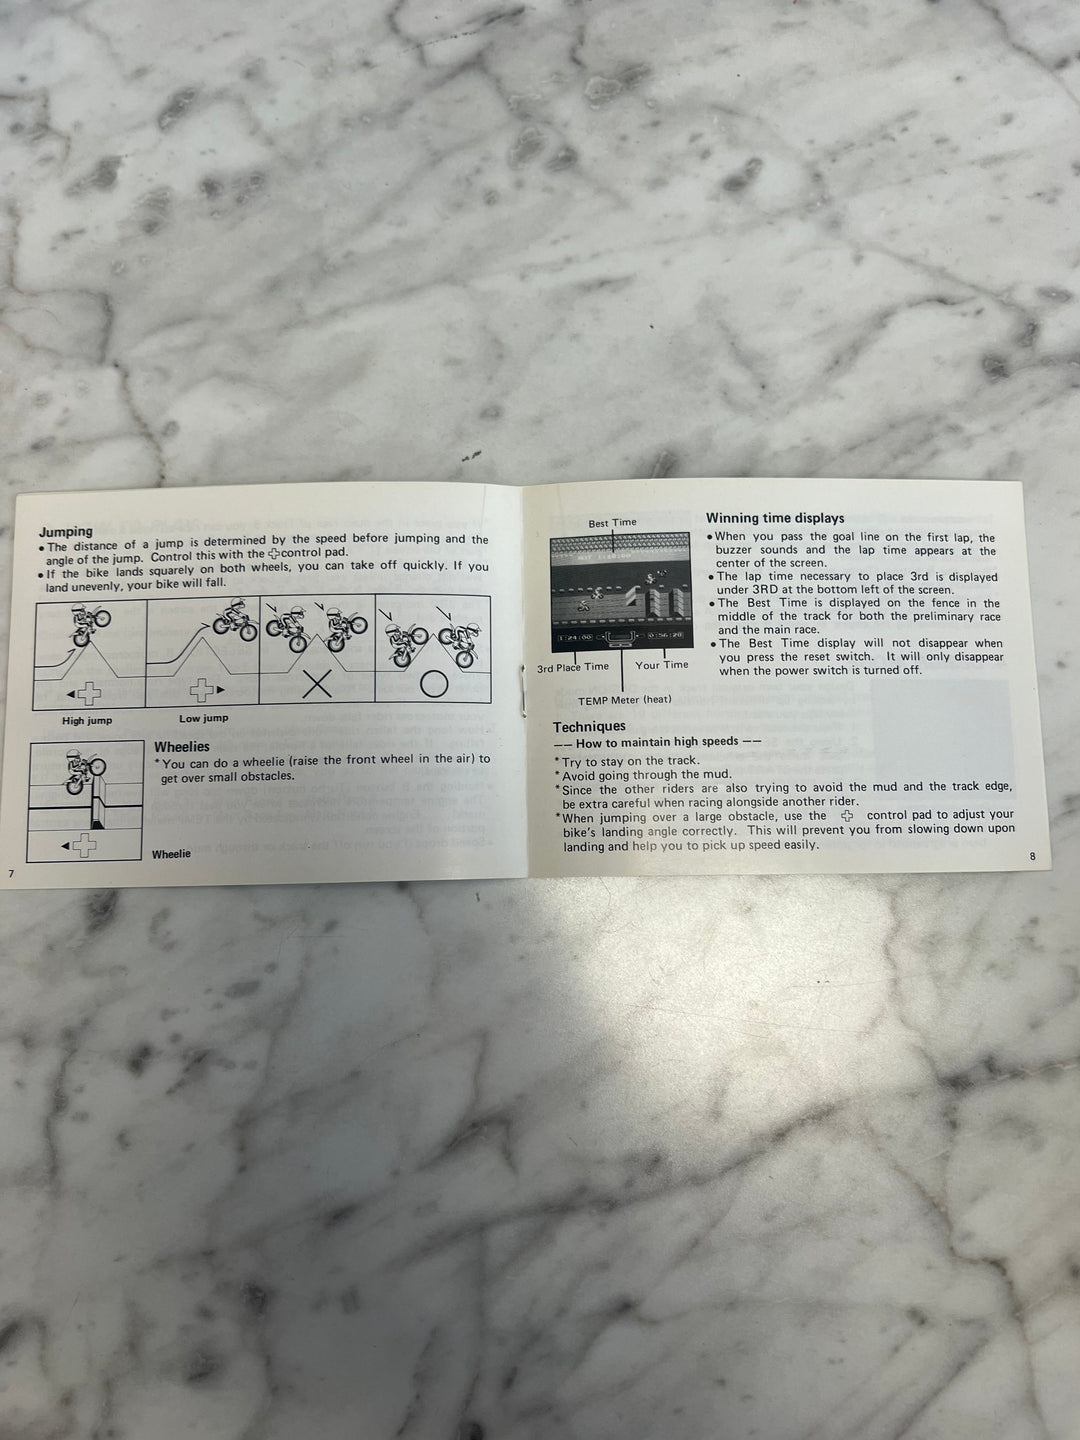 Jumping
•The distance of a jump is determined by the speed before jumping and the
angle of the jump. Control this with the control pad.
•If the bike lands squarely on both wheels, you can take off quickly. If you
land unevenly, your bike will fall.
High jump
Low jump
Wheelies
*You can do a wheelie (raise the front wheel in the air) to
get over small obstacles.
Wheelie
7
Best Time
3rd Place Time
Your Time
TEMP Meter (heat)
Winning time displays
•When you pass the goal line on the first lap, the
buzzer sounds and the lap time appears at the
center of the screen.
•The lap time necessary to place 3rd is displayed
under 3RD at the bottom left of the screen.
•The Best Time is displayed on the fence in the
middle of the track for both the preliminary race
and the main race.
•The Best Time display will not disappear when
you press the reset switch. It will only disappear
when the power switch is turned off.
Techniques
—— How to maintain high speeds ——
*Try to stay on the track.
*Avoid going through the mud.
*Since the other riders are also trying to avoid the mud and the track edge,
be extra careful when racing alongside another rider.
*When jumping over a large obstacle, use the control pad to adjust your
bike's landing angle correctly. This will prevent you from slowing down upon
landing and help you to pick up speed easily.
8